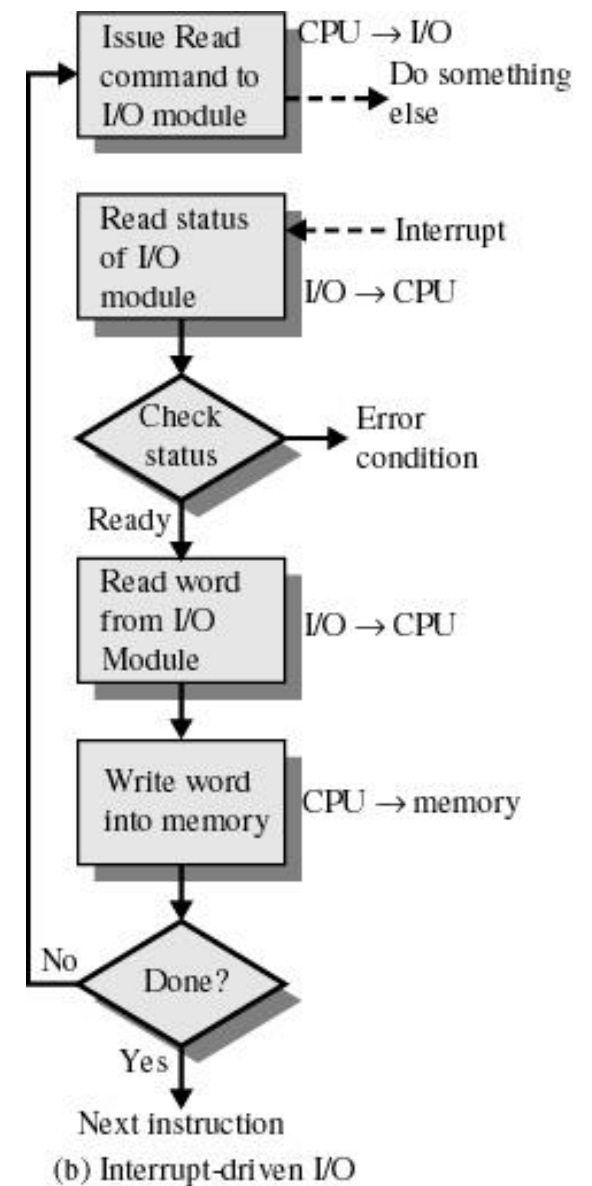 Issue Read
command to
I/O module
CPU → I/O
Do something
else
Read status
of I/O
module
Interrupt
I/O → CPU
Check
status
Error
condition
Ready
Read word
from I/O
Module
I/O → CPU
Write word
into memory
CPU → memory
No
Done?
Yes
Next instruction
(b) Interrupt-driven I/O